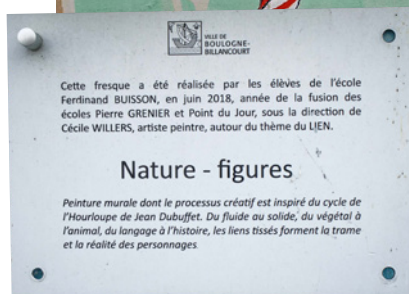 VILLE DE
BOULOGNE-
BILLANCOURT
Cette fresque a été réalisée par les élèves de l'école
Ferdinand BUISSON, en juin 2018, année de la fusion des
écoles Pierre GRENIER et Point du Jour, sous la direction de
Cécile WILLERS, artiste peintre, autour du thème du LIEN.
Nature - figures
Peinture murale dont le processus créatif est inspiré du cycle de
l'Hourloupe de Jean Dubuffet. Du fluide au solide, du végétal à
l'animal, du langage à l'histoire, les liens tissés forment la trame
et la réalité des personnages.